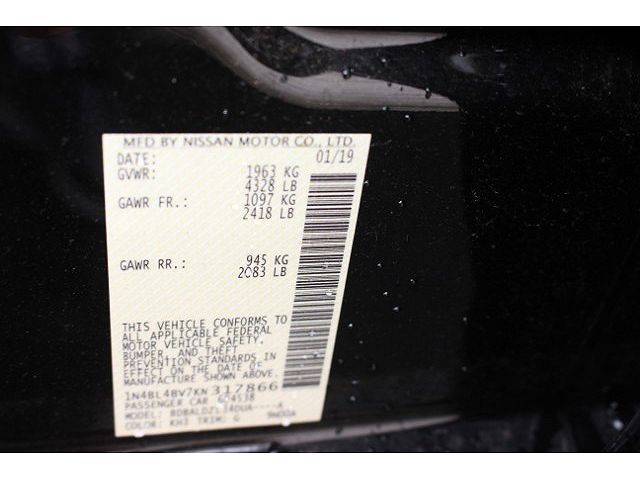 MFD BY NISSAN MOTOR CO., LTD.
DATE: 01/19
GVWR: 1963 KG
4328 LB
GAWR FR.: 1097 KG
2418 LB
GAWR RR.: 945 KG
2083 LB
THIS VEHICLE CONFORMS TO
ALL APPLICABLE FEDERAL
MOTOR VEHICLE SAFETY,
BUMPER, AND THEFT
PREVENTION STANDARDS IN
EFFECT ON THE DATE OF
MANUFACTURE SHOWN ABOVE.
1N4BL4BV7KN317866
PASSENGER CAR
MODEL:
COLOR: KH3 TRIM: G